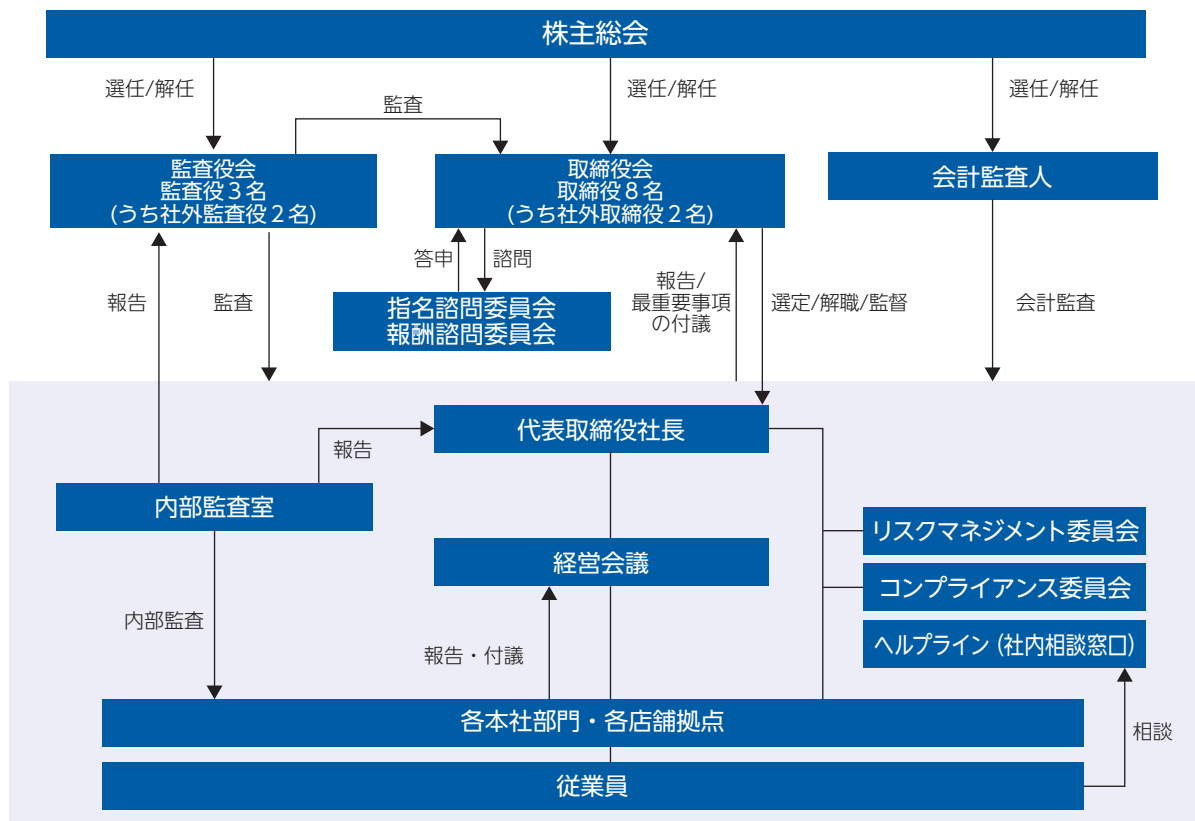 株主総会
選任/解任
選任/解任
選任/解任
監査
監査役会
監査役3名
(うち社外監査役2名)
取締役会
取締役8名
(うち社外取締役2名)
会計監査人
答申
諮問
報告
監査
指名諮問委員会
報酬諮問委員会
報告/
最重要事項
の付議
選定/解職/監督
会計監査
代表取締役社長
報告
内部監査室
リスクマネジメント委員会
経営会議
コンプライアンス委員会
内部監査
ヘルプライン (社内相談窓口)
報告・付議
各本社部門・各店舗拠点
相談
従業員